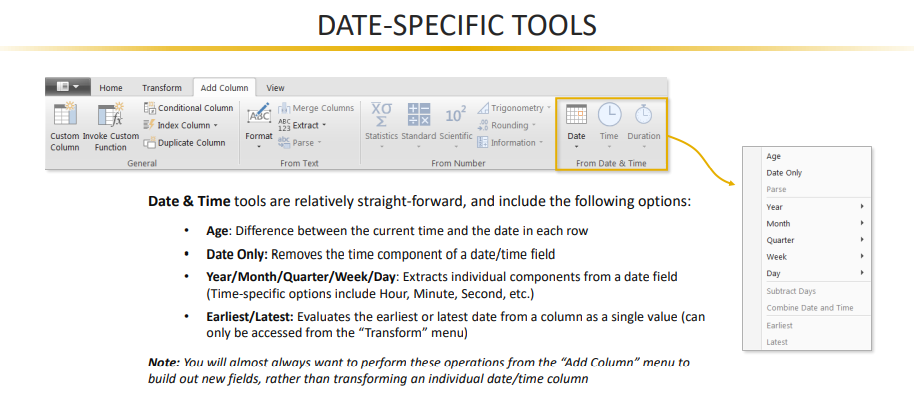 DATE-SPECIFIC TOOLS
Home Transform Add Column View
Custom Column
Invoke Custom Function
Conditional Column
Index Column
Duplicate Column
General
Format
ABC
Merge Columns
ABC 123 Extract
abc Parse
From Text
ΧΣ Statistics
Standard
10² Scientific
Trigonometry
.00 Rounding
Information
From Number
Date
Time
Duration
From Date & Time
Age
Date Only
Parse
Year
Month
Quarter
Week
Day
Subtract Days
Combine Date and Time
Earliest
Latest
Date & Time tools are relatively straight-forward, and include the following options:
• Age: Difference between the current time and the date in each row
• Date Only: Removes the time component of a date/time field
• Year/Month/Quarter/Week/Day: Extracts individual components from a date field
(Time-specific options include Hour, Minute, Second, etc.)
• Earliest/Latest: Evaluates the earliest or latest date from a column as a single value (can
only be accessed from the “Transform” menu)
Note: You will almost always want to perform these operations from the “Add Column” menu to
build out new fields, rather than transforming an individual date/time column